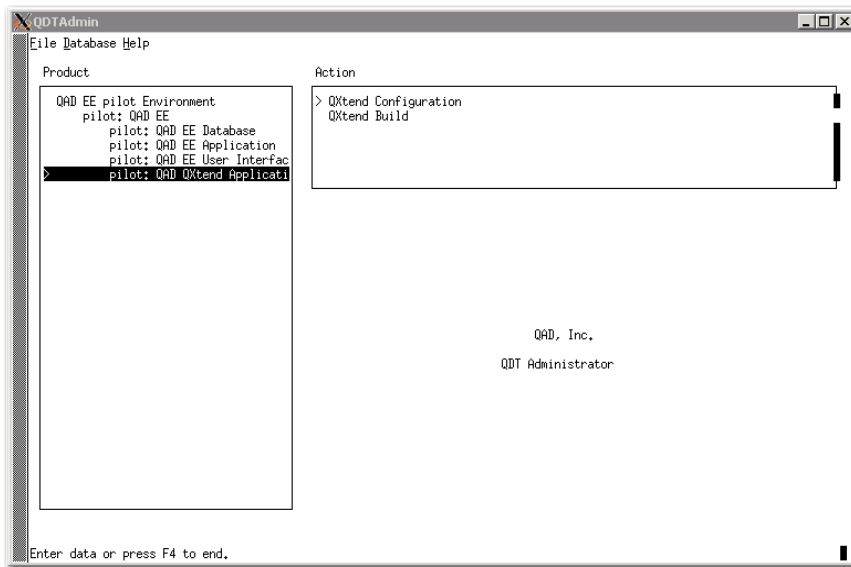 QDTAdmin
File Database Help
Product
QAD EE pilot Environment
pilot: QAD EE
pilot: QAD EE Database
pilot: QAD EE Application
pilot: QAD EE User Interfac
> pilot: QAD QXtend Applicati
Action
> QXtend Configuration
QXtend Build
QAD, Inc.
QDT Administrator
Enter data or press F4 to end.